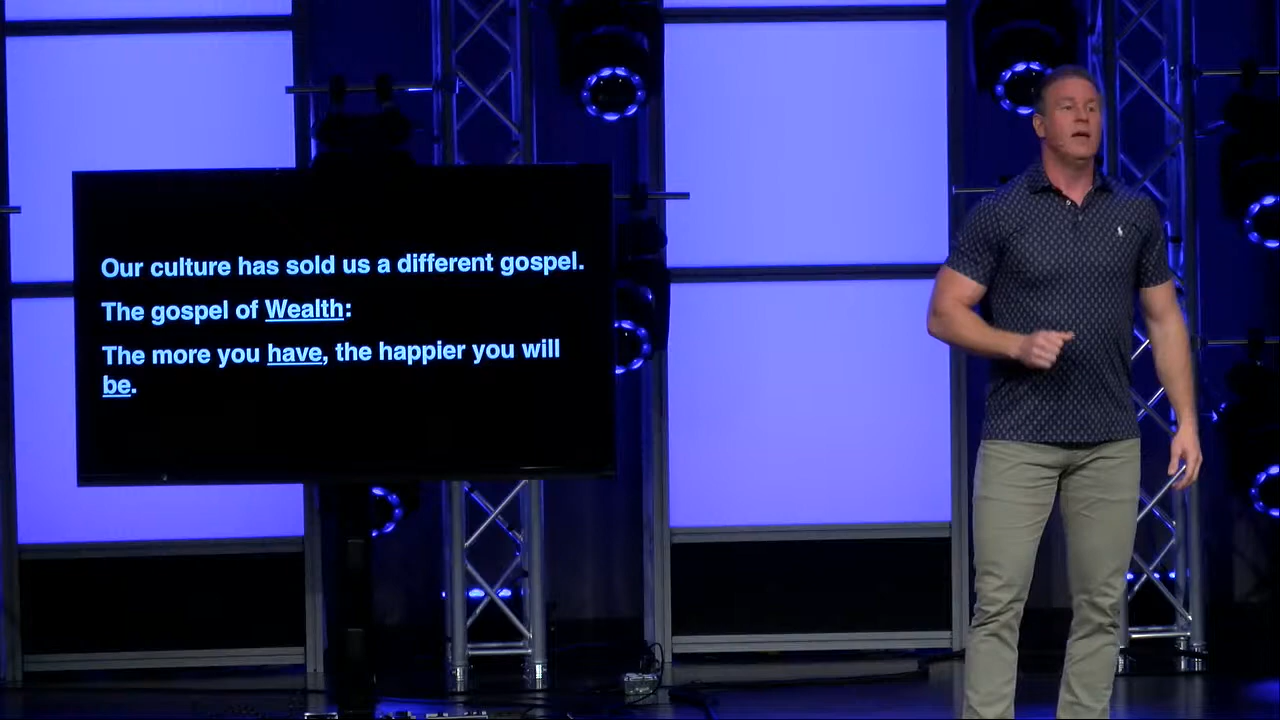 Our culture has sold us a different gospel.
The gospel of Wealth:
The more you have, the happier you will
be.